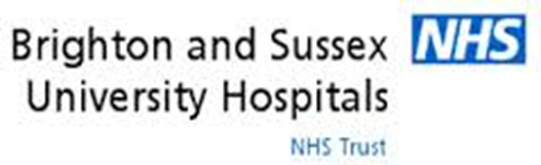 Brighton and Sussex NHS
University Hospitals
NHS Trust